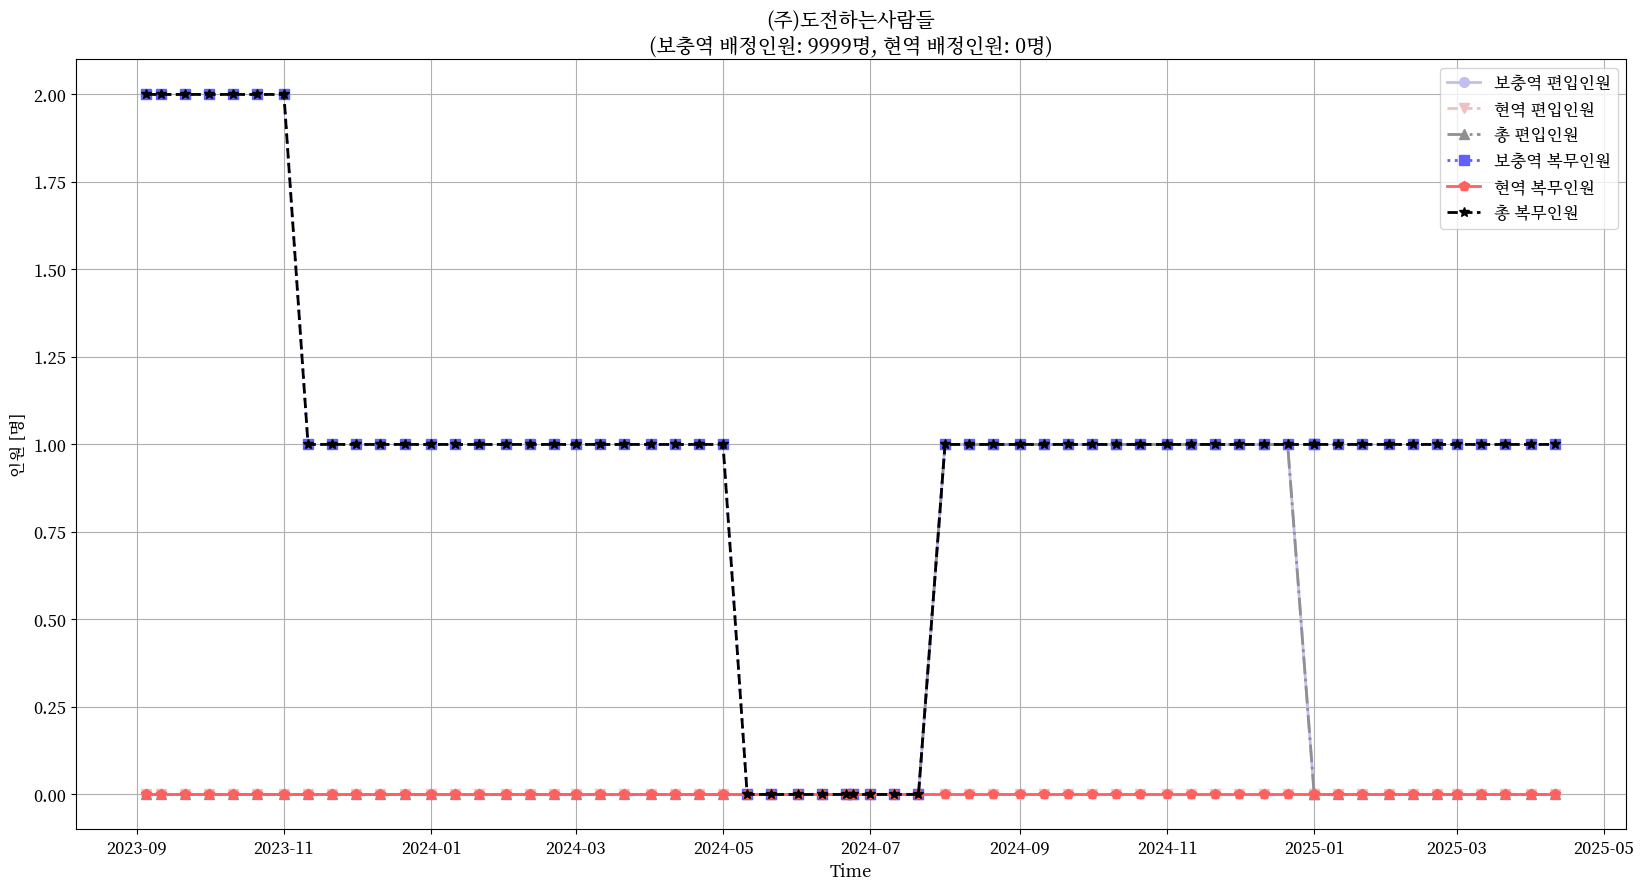 (주)도전하는사람들
(보충역 배정인원: 9999명, 현역 배정인원: 0명)
보충역 편입인원
현역 편입인원
총 편입인원
보충역 복무인원
현역 복무인원
총 복무인원
인원 [명]
2.00
1.75
1.50
1.25
1.00
0.75
0.50
0.25
0.00
2023-09 2023-11 2024-01 2024-03 2024-05 2024-07 2024-09 2024-11 2025-01 2025-03 2025-05
Time